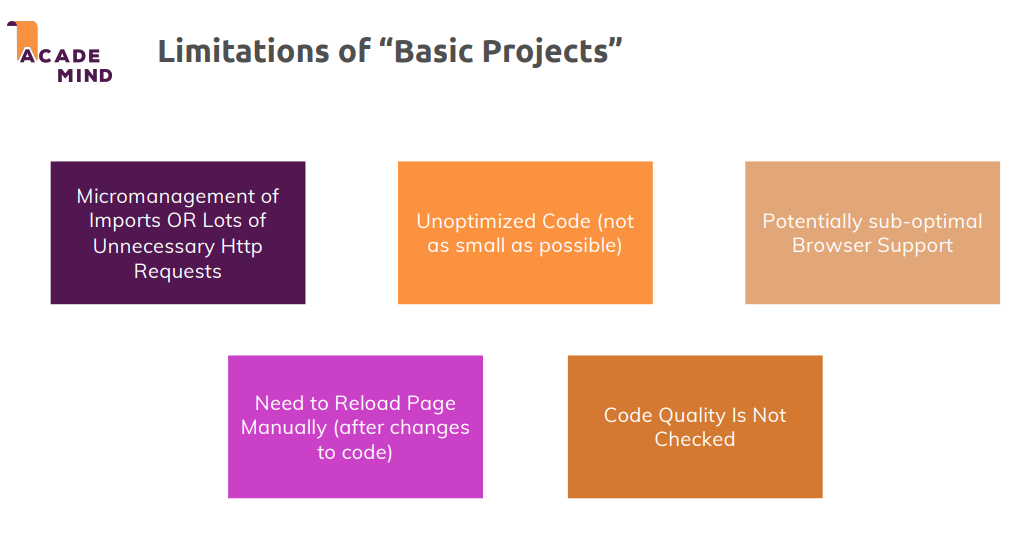 ACADE
MIND
Limitations of “Basic Projects”
Micromanagement of
Imports OR Lots of
Unnecessary Http
Requests
Unoptimized Code (not
as small as possible)
Potentially sub-optimal
Browser Support
Need to Reload Page
Manually (after changes
to code)
Code Quality Is Not
Checked